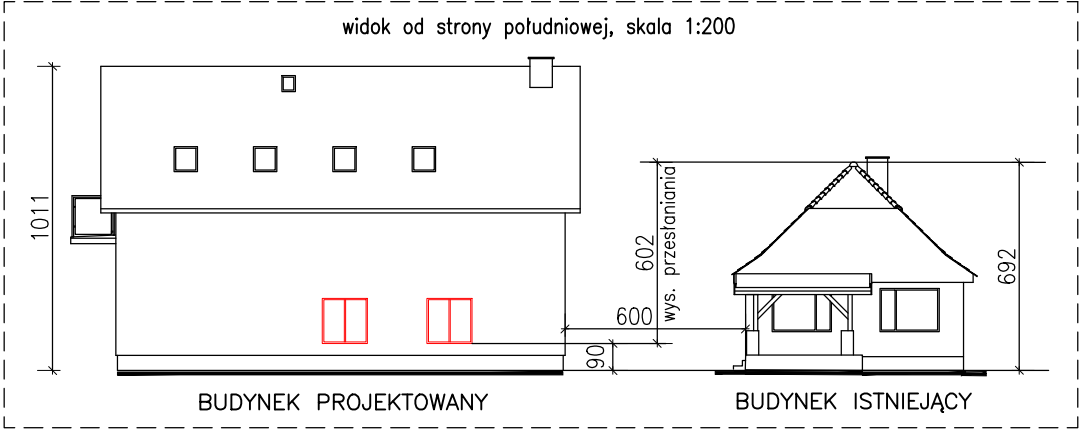 widok od strony południowej, skala 1:200
1011
602
wys. przesłaniania
600
90
692
BUDYNEK PROJEKTOWANY
BUDYNEK ISTNIEJĄCY